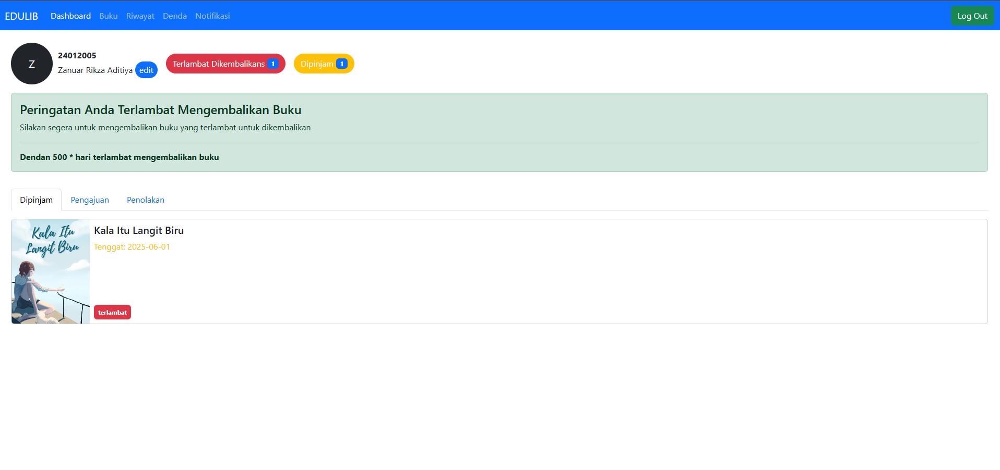 EDULIB Dashboard Buku Riwayat Denda Notifikasi Log Out
Z
24012005
Zanuar Rikza Aditiya edit
Terlambat Dikembalikans 1
Dipinjam 1
Peringatan Anda Terlambat Mengembalikan Buku
Silakan segera untuk mengembalikan buku yang terlambat untuk dikembalikan
Dendan 500 * hari terlambat mengembalikan buku
Dipinjam Pengajuan Penolakan
Kala Itu
Langit Biru
Kala Itu Langit Biru
Tenggat: 2025-06-01
terlambat